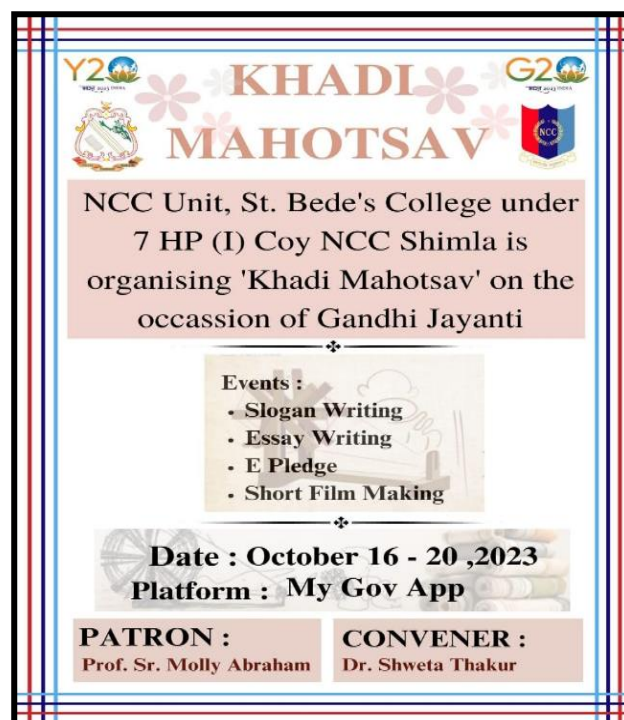 Y20
G20
KHADI
MAHOTSAV
NCC
NCC Unit, St. Bede's College under
7 HP (I) Coy NCC Shimla is
organising 'Khadi Mahotsav' on the
occassion of Gandhi Jayanti
Events :
• Slogan Writing
• Essay Writing
• E Pledge
• Short Film Making
Date : October 16 - 20 ,2023
Platform : My Gov App
PATRON :
Prof. Sr. Molly Abraham
CONVENER :
Dr. Shweta Thakur